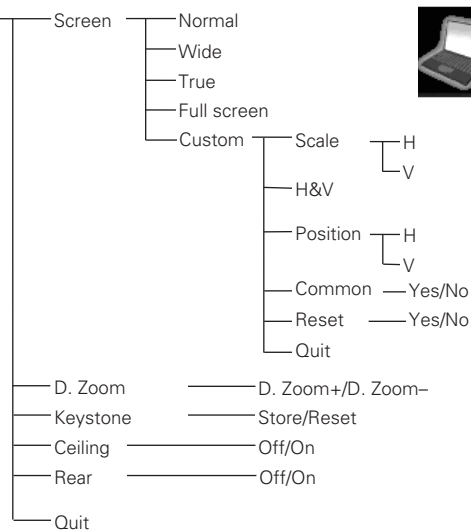 Screen Normal
Wide
True
Full screen
Custom Scale H
V
H&V
Position H
V
Common Yes/No
Reset Yes/No
Quit
D. Zoom D. Zoom+/D. Zoom–
Keystone Store/Reset
Ceiling Off/On
Rear Off/On
Quit